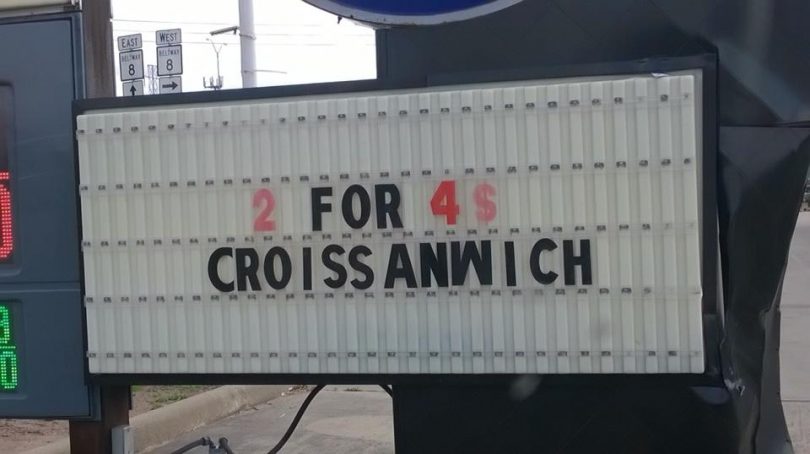 EAST WEST
BELTWAY BELTWAY
8 8
2 FOR 4$
CROISSANWICH